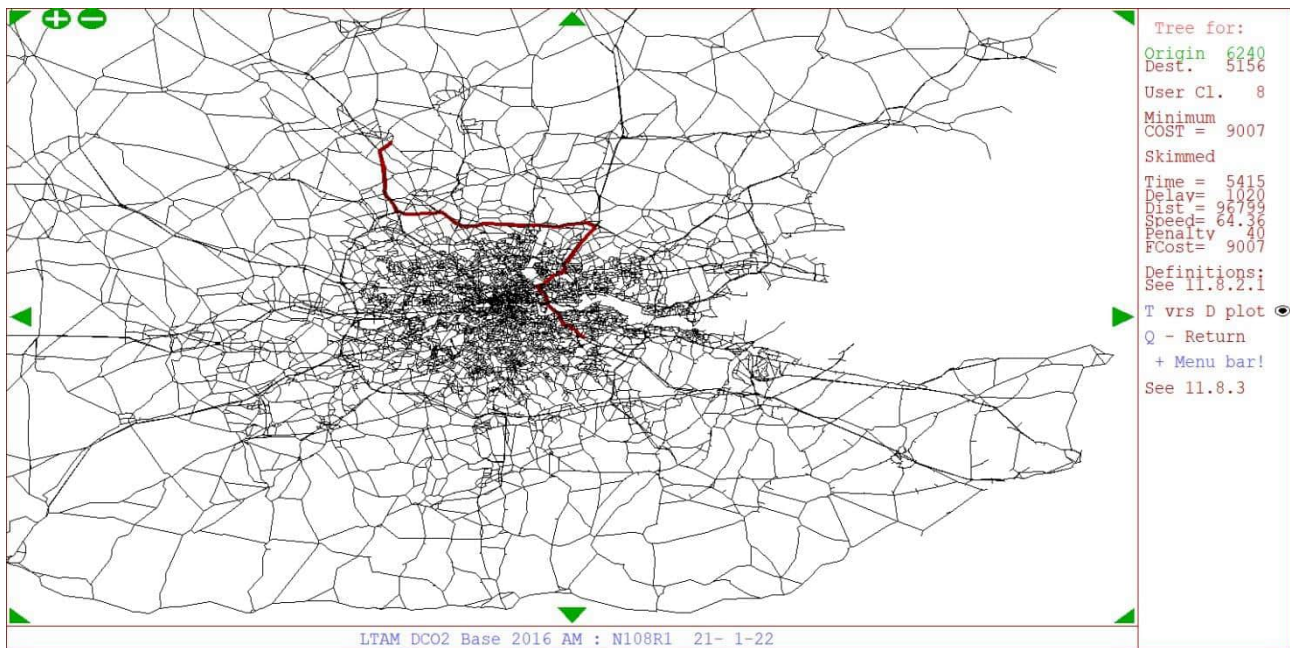 Tree for:
Origin 6240
Dest. 5156
User Cl. 8
Minimum
COST = 9007
Skimmed
Time = 5415
Delay= 1020
Dist = 96799
Speed= 64.36
Penalty 40
FCost= 9007
Definitions:
See 11.8.2.1
T vrs D plot
Q - Return
+ Menu bar!
See 11.8.3
LTAM DCO2 Base 2016 AM : N108R1 21- 1-22